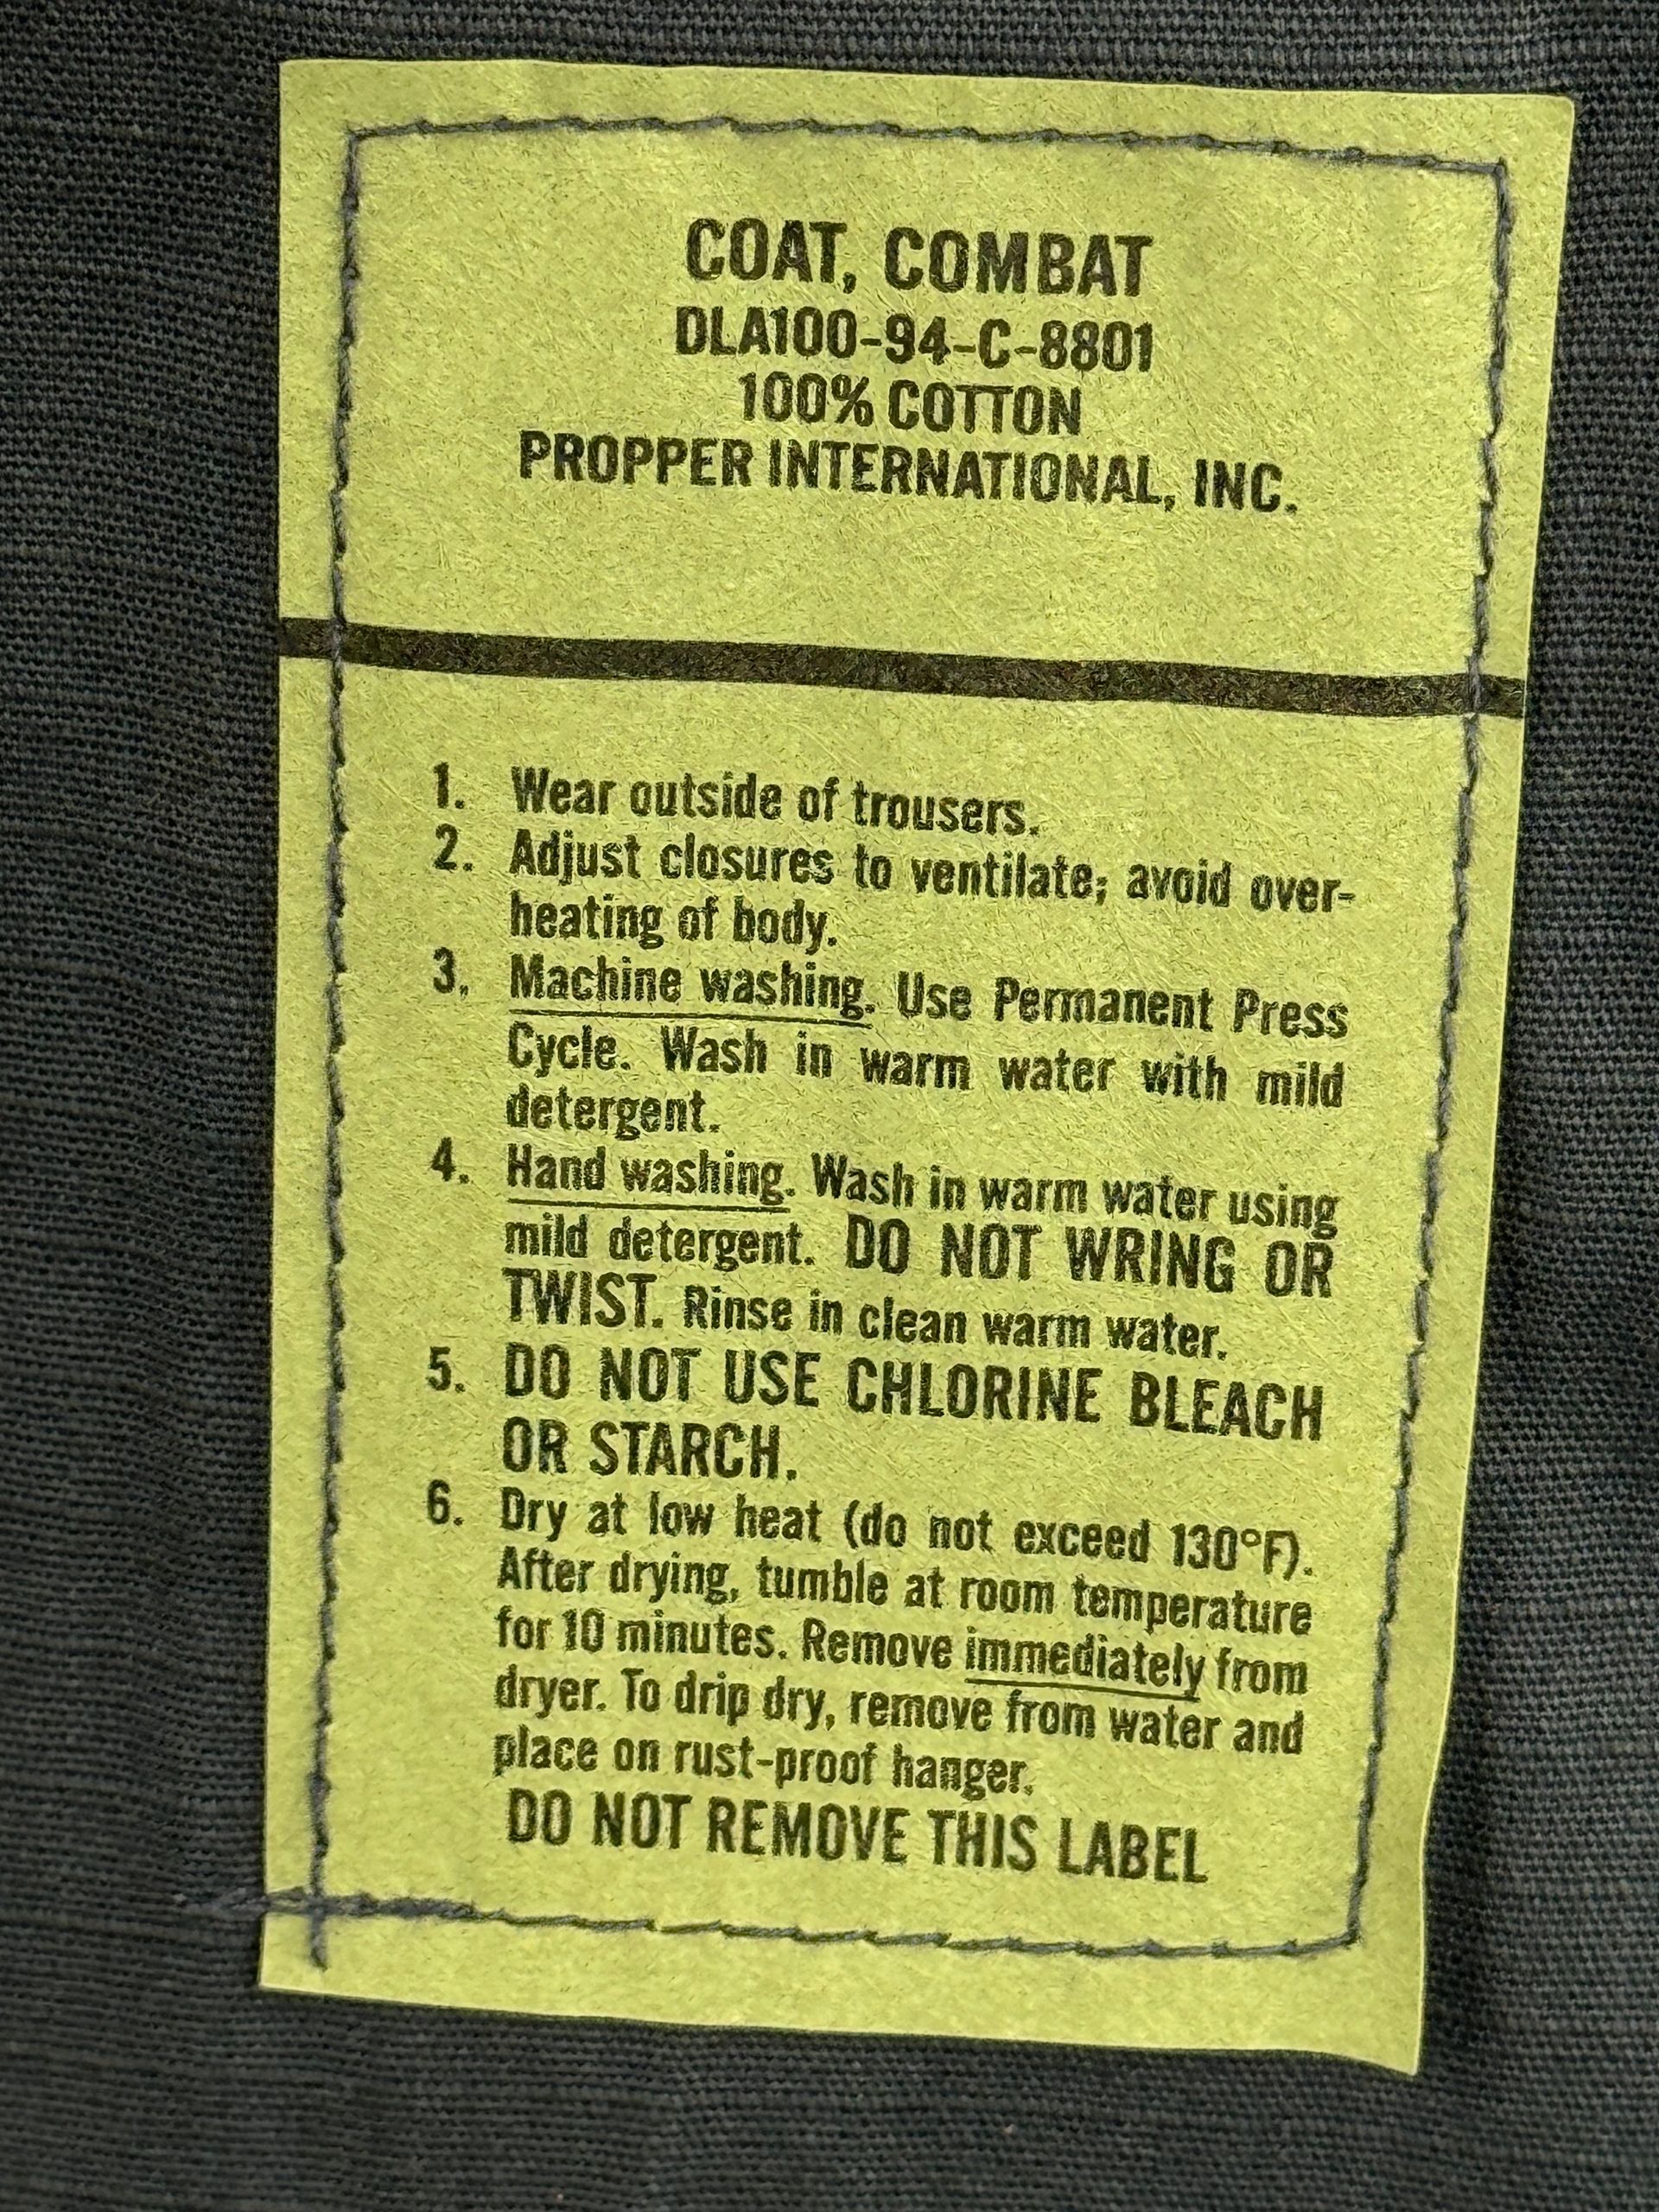 COAT, COMBAT
DLA100-94-C-8801
100% COTTON
PROPPER INTERNATIONAL, INC.
1. Wear outside of trousers.
2. Adjust closures to ventilate; avoid over-
heating of body.
3. Machine washing. Use Permanent Press
Cycle. Wash in warm water with mild
detergent.
4. Hand washing. Wash in warm water using
mild detergent. DO NOT WRING OR
TWIST. Rinse in clean warm water.
5. DO NOT USE CHLORINE BLEACH
OR STARCH.
6. Dry at low heat (do not exceed 130°F).
After drying, tumble at room temperature
for 10 minutes. Remove immediately from
dryer. To drip dry, remove from water and
place on rust-proof hanger.
DO NOT REMOVE THIS LABEL